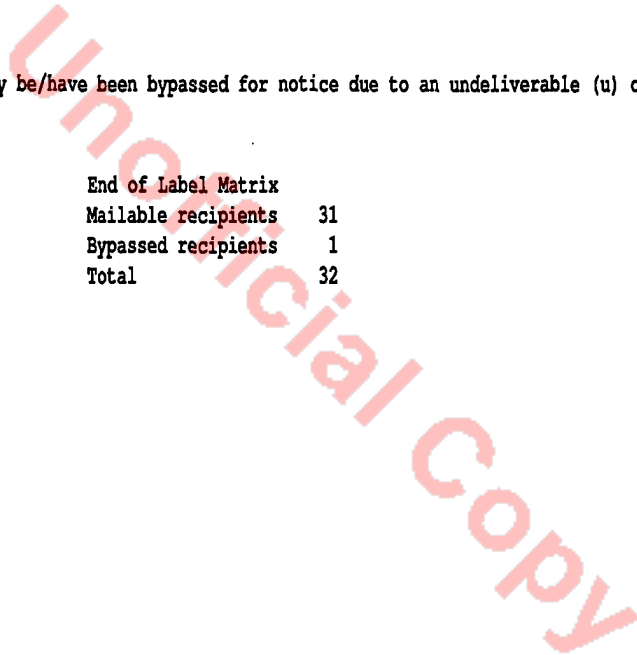 be/have been bypassed for notice due to an undeliverable (u)
End of Label Matrix
Mailable recipients 31
Bypassed recipients 1
Total 32
Unofficial Copy